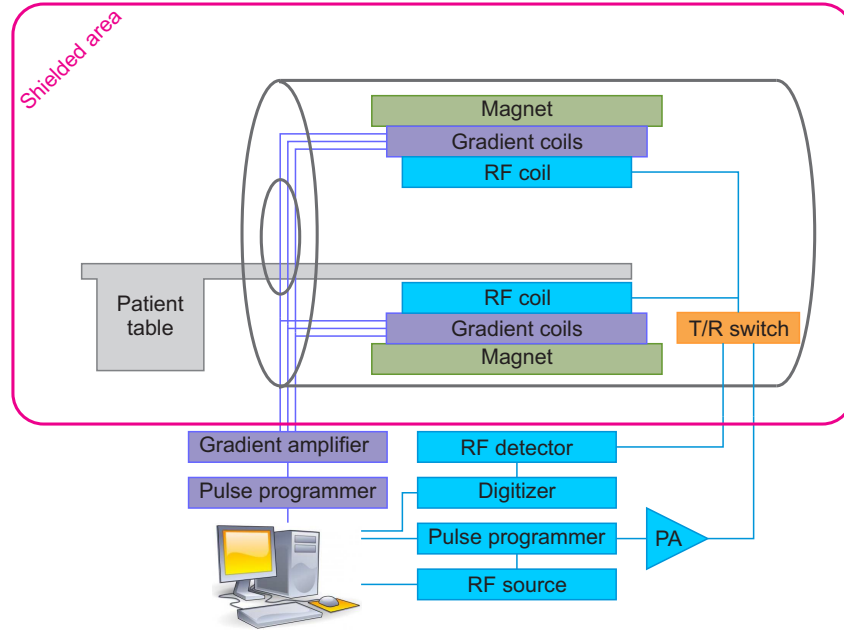 Shielded area
Magnet
Gradient coils
RF coil
Patient
table
RF coil
Gradient coils
Magnet
T/R switch
Gradient amplifier
RF detector
Pulse programmer
Digitizer
Pulse programmer
PA
RF source